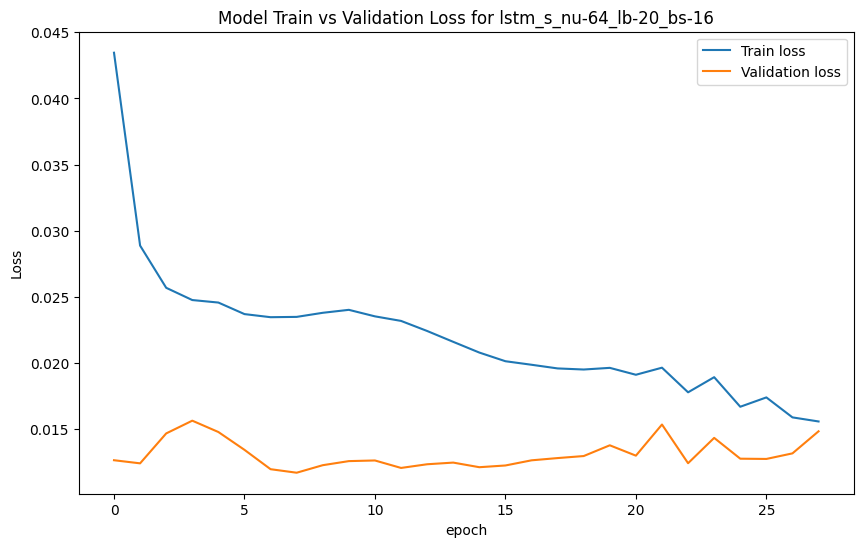 Model Train vs Validation Loss for lstm_s_nu-64_lb-20_bs-16
Train loss
Validation loss
0.045
0.040
0.035
0.030
0.025
0.020
0.015
Loss
0 5 10 15 20 25
epoch